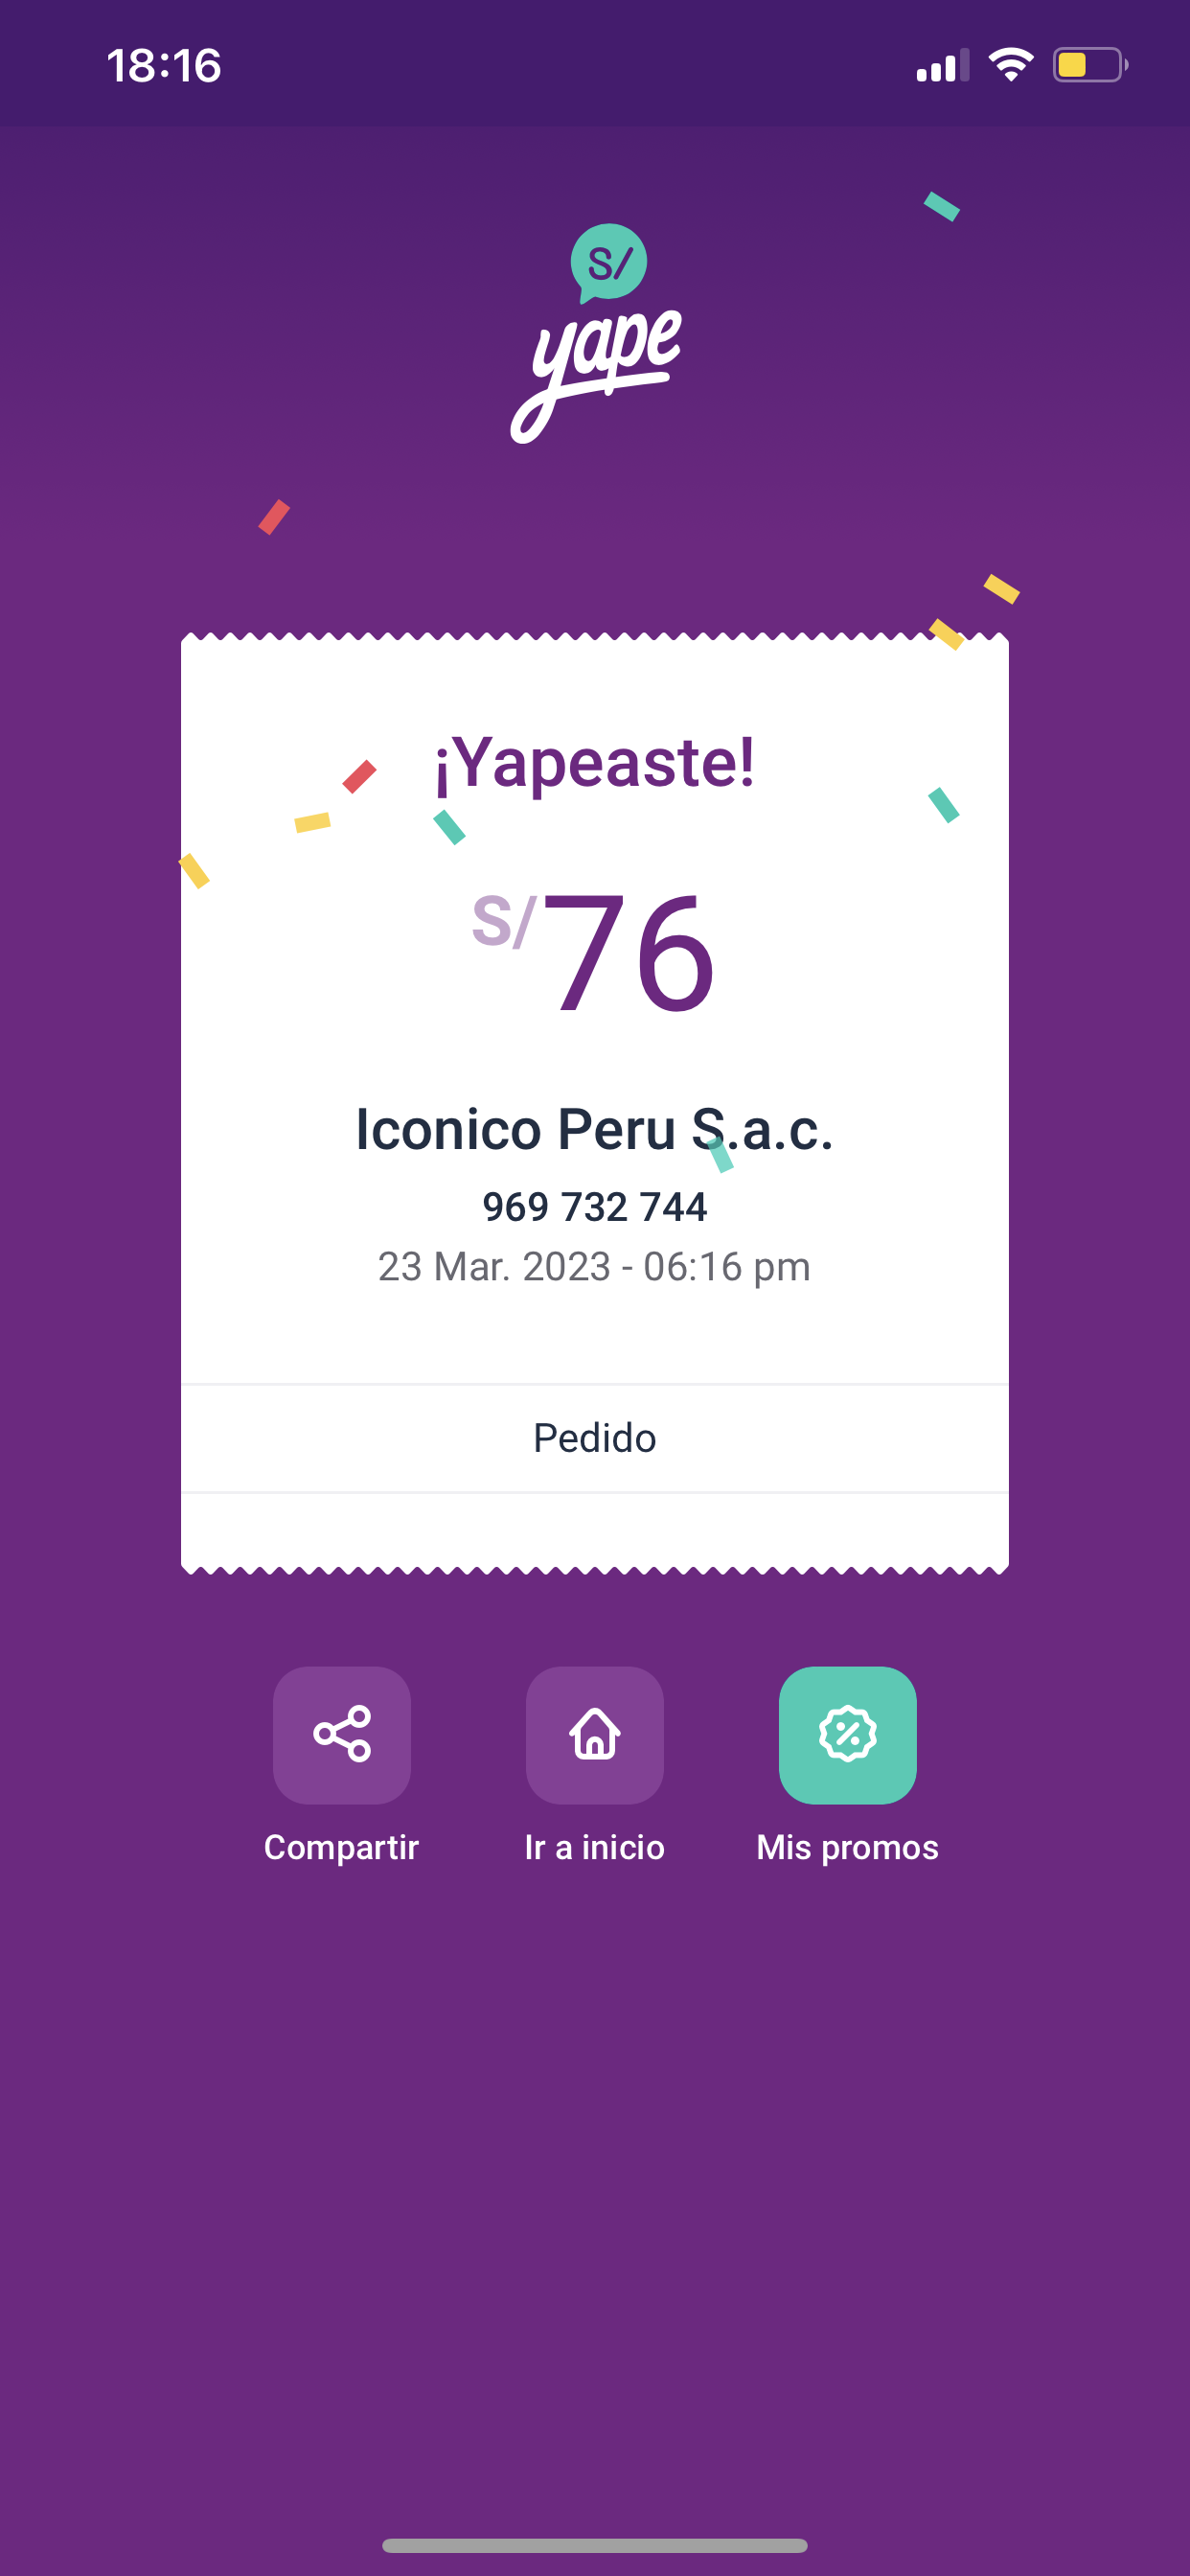 18:16
S/
yape
¡Yapeaste!
S/76
Iconico Peru S.a.c.
969 732 744
23 Mar. 2023 - 06:16 pm
Pedido
Compartir
Ir a inicio
Mis promos